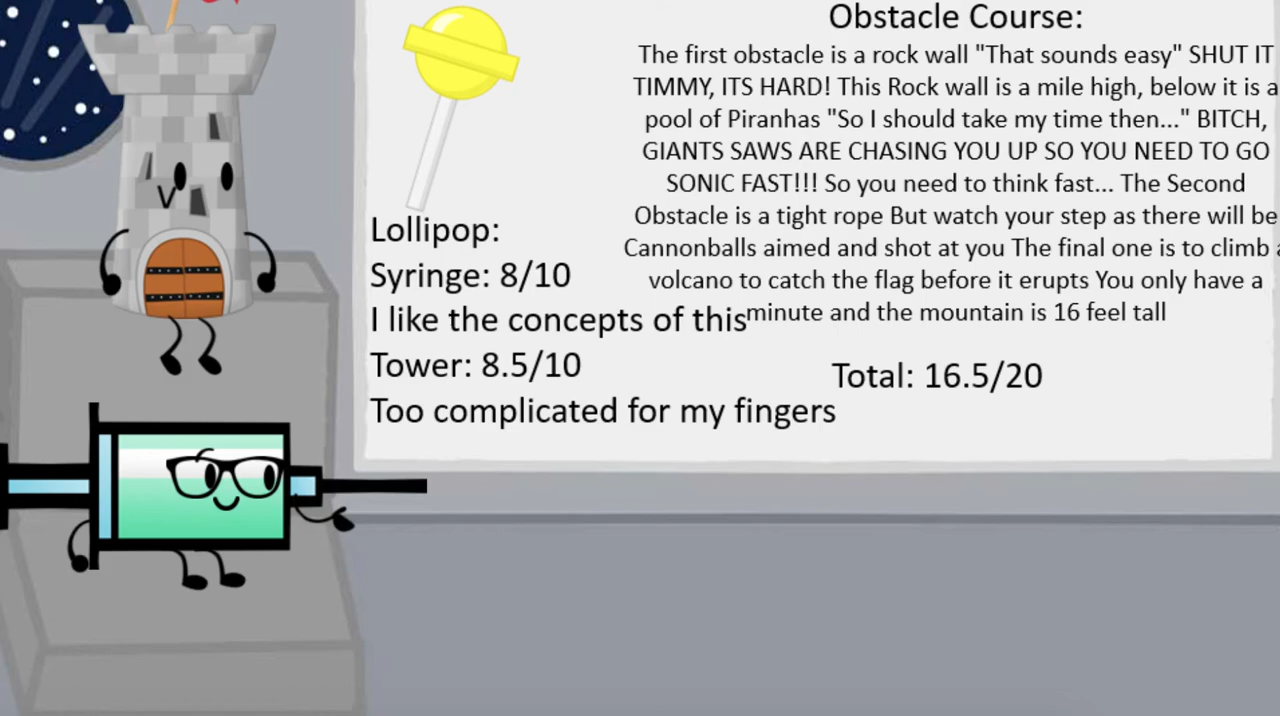 Obstacle Course:
The first obstacle is a rock wall "That sounds easy" SHUT IT
TIMMY, ITS HARD! This Rock wall is a mile high, below it is a
pool of Piranhas "So I should take my time then..." BITCH,
GIANTS SAWS ARE CHASING YOU UP SO YOU NEED TO GO
SONIC FAST!!! So you need to think fast... The Second
Obstacle is a tight rope But watch your step as there will be
Cannonballs aimed and shot at you The final one is to climb a
volcano to catch the flag before it erupts You only have a
minute and the mountain is 16 feel tall
Lollipop:
Syringe: 8/10
I like the concepts of this
Tower: 8.5/10
Too complicated for my fingers
Total: 16.5/20